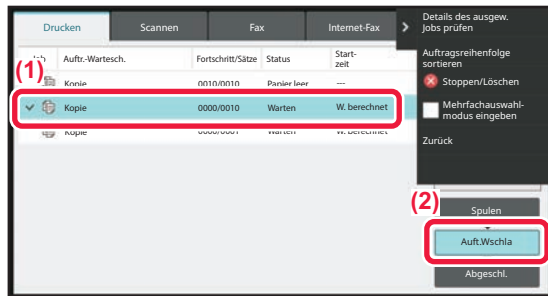 Drucken
Scannen
Fax
Internet-Fax
Details des ausgew.
Jobs prüfen
Auftr.-Wartesch.
Fortschritt/Sätze
Status
Start-
zeit
Auftragsreihenfolge
sortieren
(1)
Kopie
0010/0010
Papier leer
---
Stoppen/Löschen
Kopie
0000/0010
Warten
W. berechnet
Mehrfachauswahl-
modus eingeben
Kopie
0000/0001
Warten
W. berechnet
Zurück
(2)
Spulen
Auft.Wschla
Abgeschl.